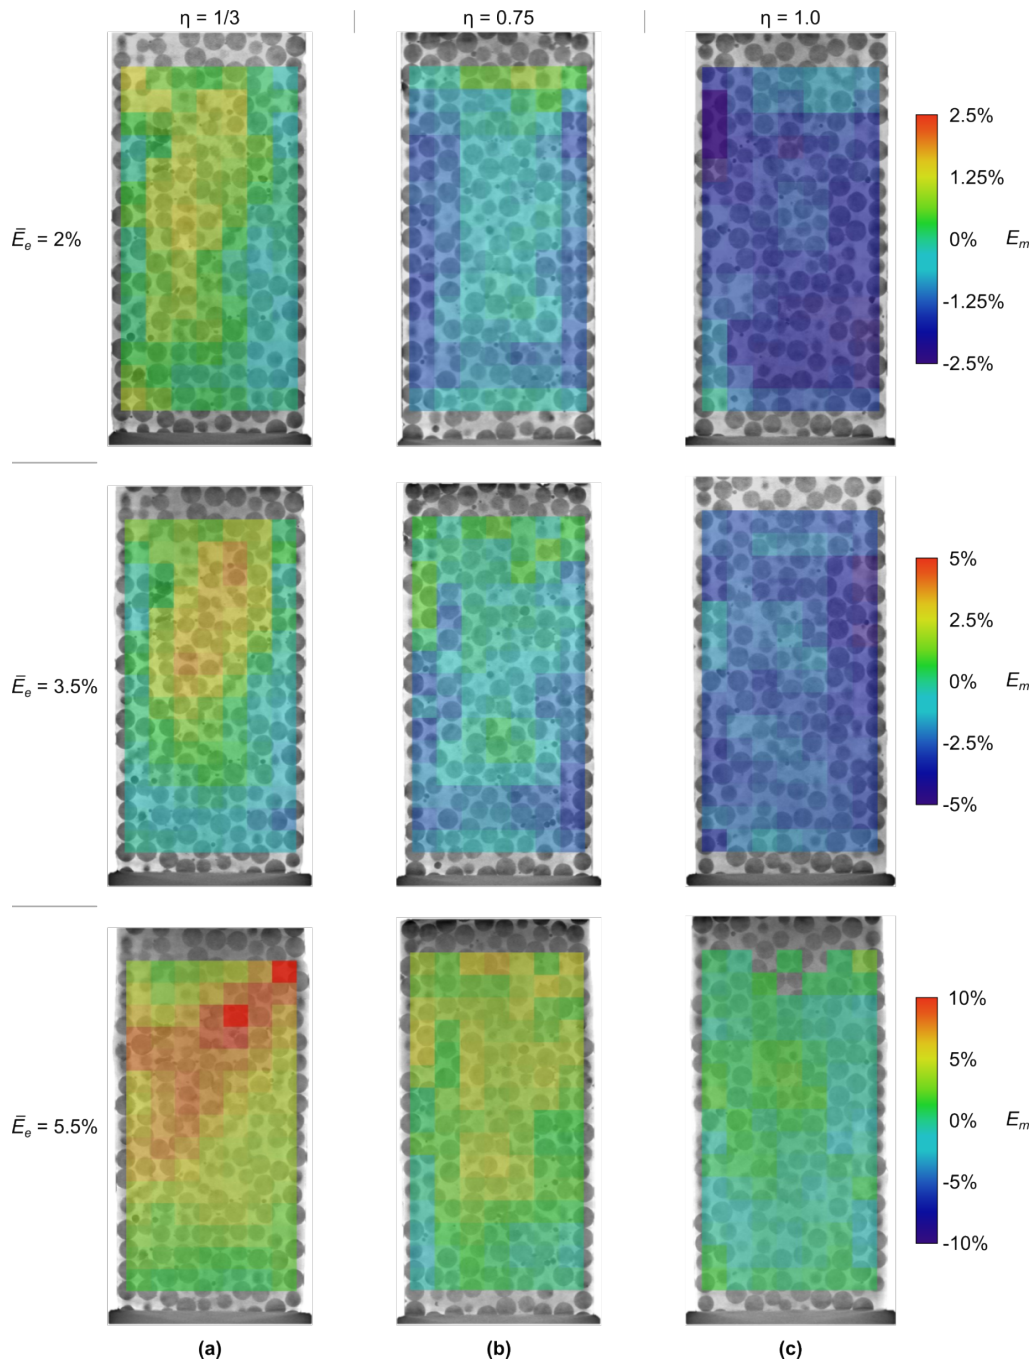 η = 1/3
η = 0.75
η = 1.0
2.5%
1.25%
0%
-1.25%
-2.5%
E_m
Ē_e = 2%
5%
2.5%
0%
-2.5%
-5%
E_m
Ē_e = 3.5%
10%
5%
0%
-5%
-10%
E_m
Ē_e = 5.5%
(a)
(b)
(c)